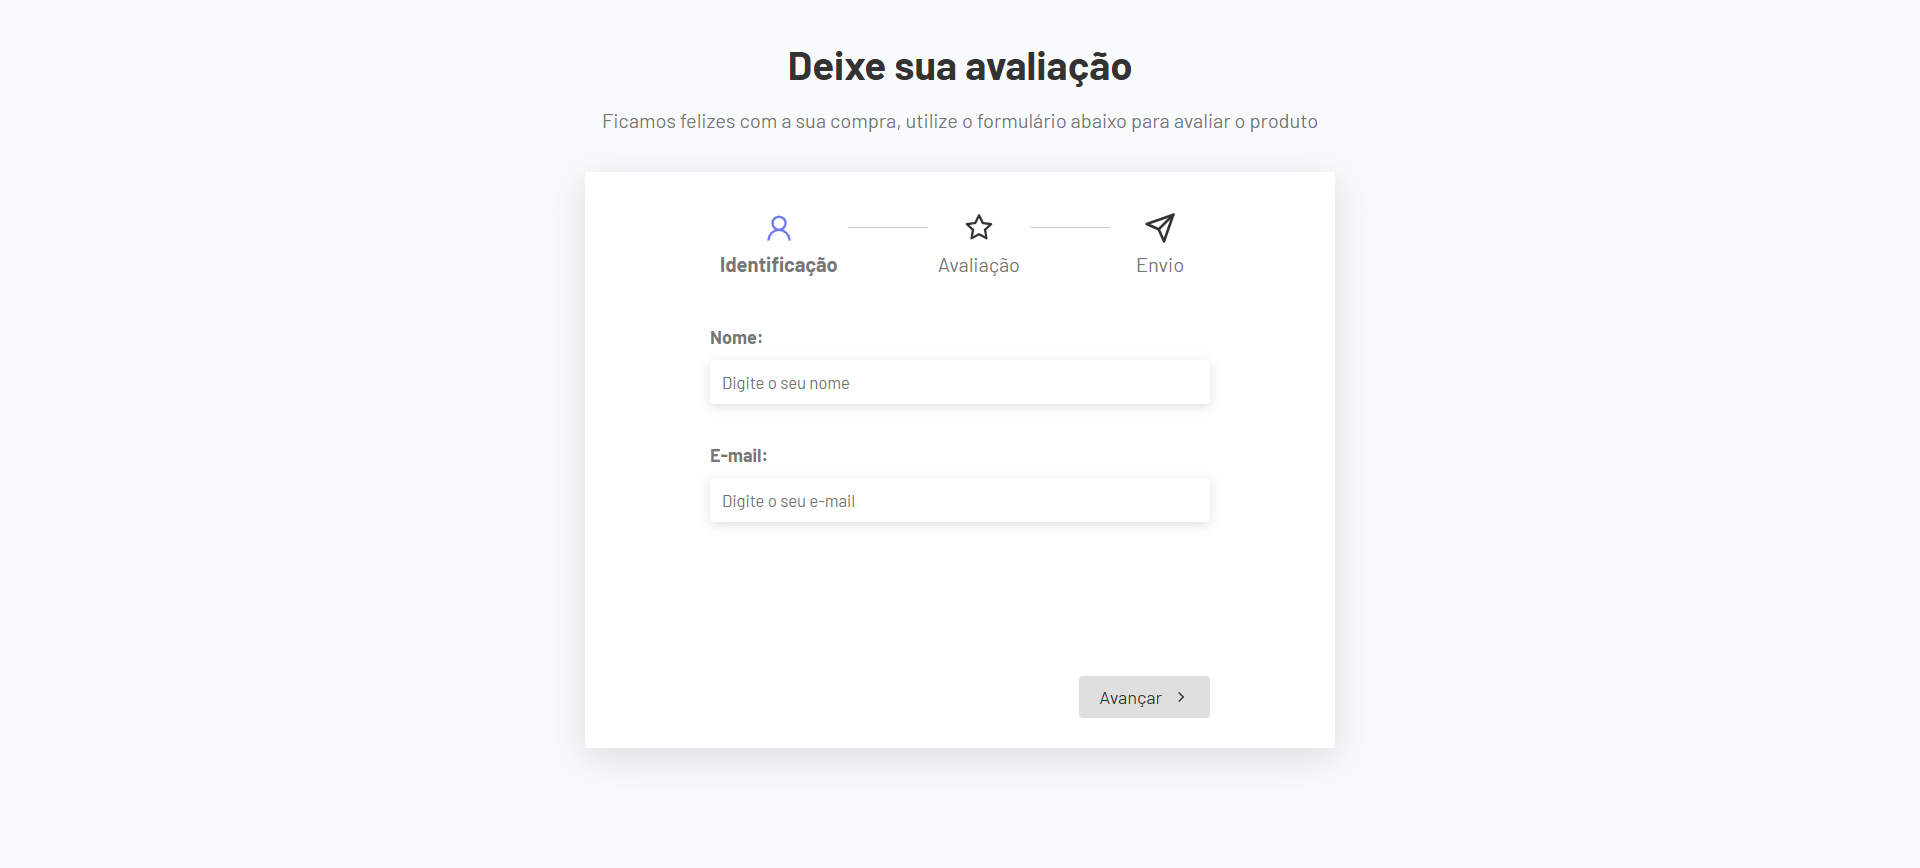 Deixe sua avaliação
Ficamos felizes com a sua compra, utilize o formulário abaixo para avaliar o produto
Identificação
Avaliação
Envio
Nome:
Digite o seu nome
E-mail:
Digite o seu e-mail
Avançar